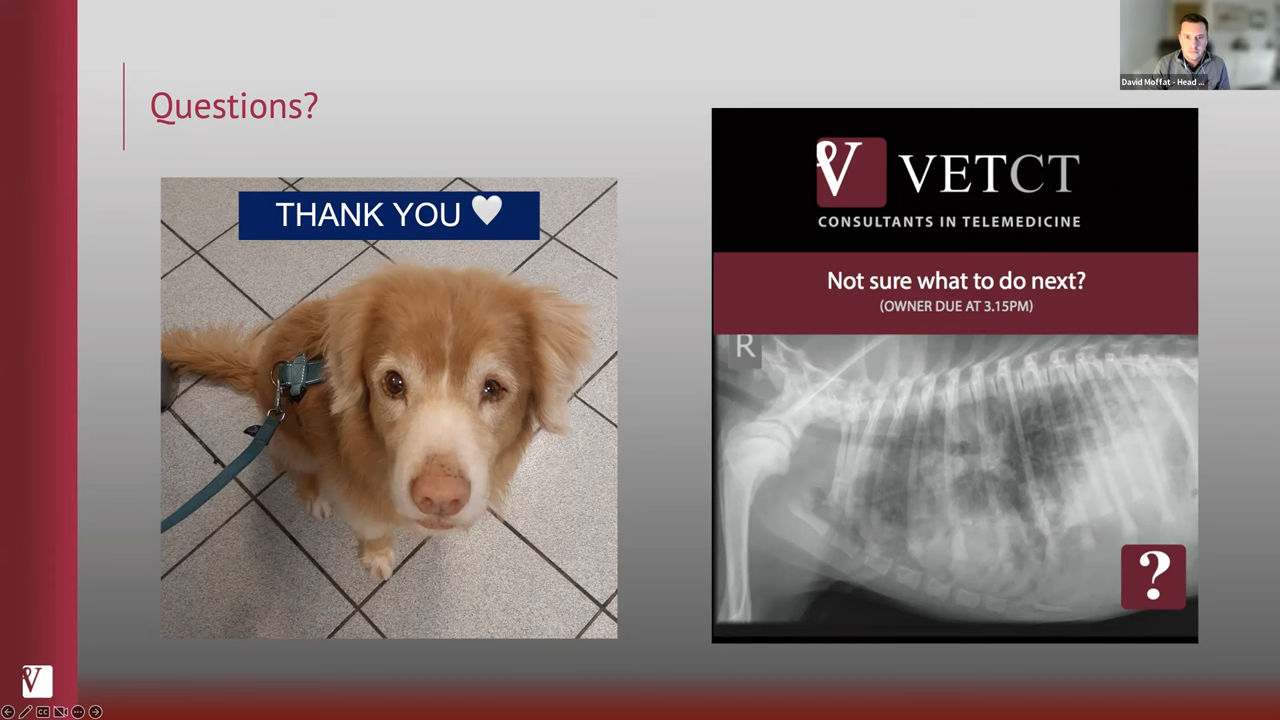 David Moffat - Head ...
Questions?
THANK YOU 🤍
VETCT
CONSULTANTS IN TELEMEDICINE
Not sure what to do next?
(OWNER DUE AT 3.15PM)
R
?
V
CC